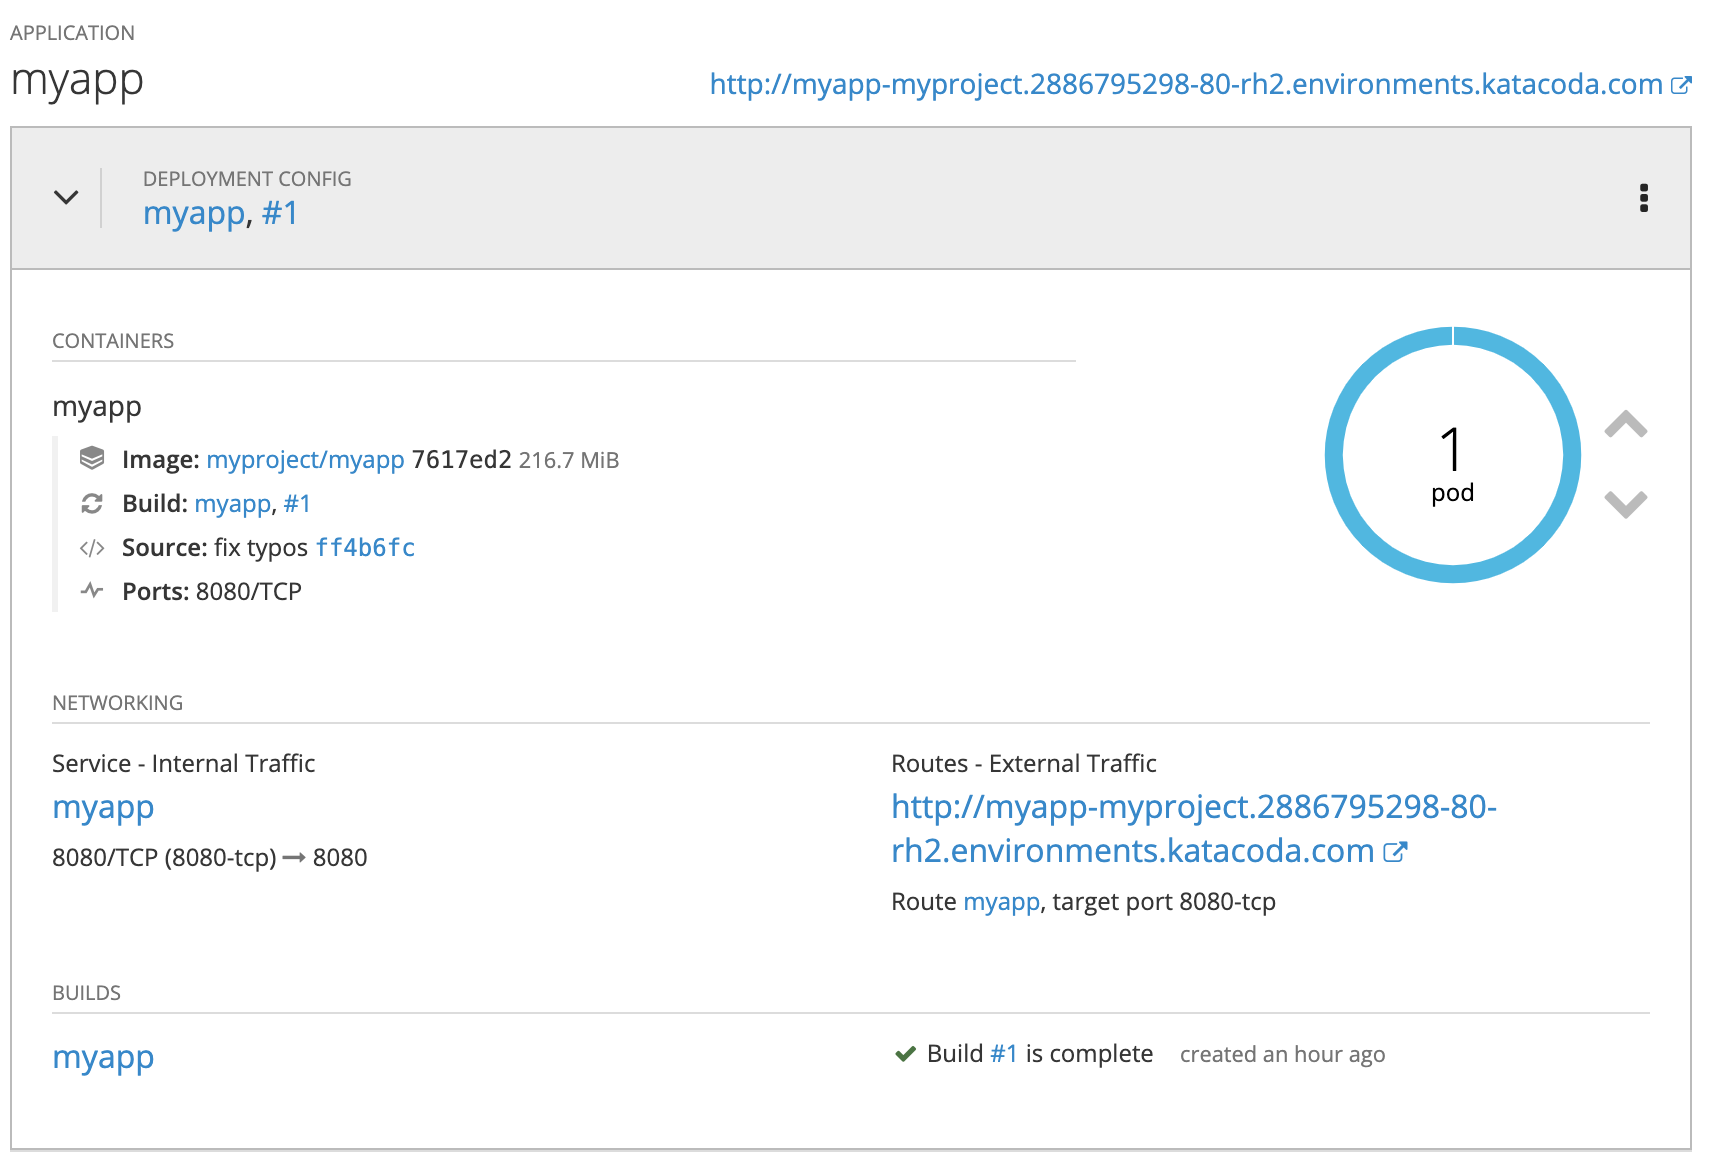 APPLICATION
myapp
http://myapp-myproject.2886795298-80-rh2.environments.katacoda.com
DEPLOYMENT CONFIG
myapp, #1
CONTAINERS
myapp
Image: myproject/myapp 7617ed2 216.7 MiB
Build: myapp, #1
Source: fix typos ff4b6fc
Ports: 8080/TCP
1
pod
NETWORKING
Service - Internal Traffic
myapp
8080/TCP (8080-tcp) → 8080
Routes - External Traffic
http://myapp-myproject.2886795298-80-
rh2.environments.katacoda.com
Route myapp, target port 8080-tcp
BUILDS
myapp
Build #1 is complete created an hour ago